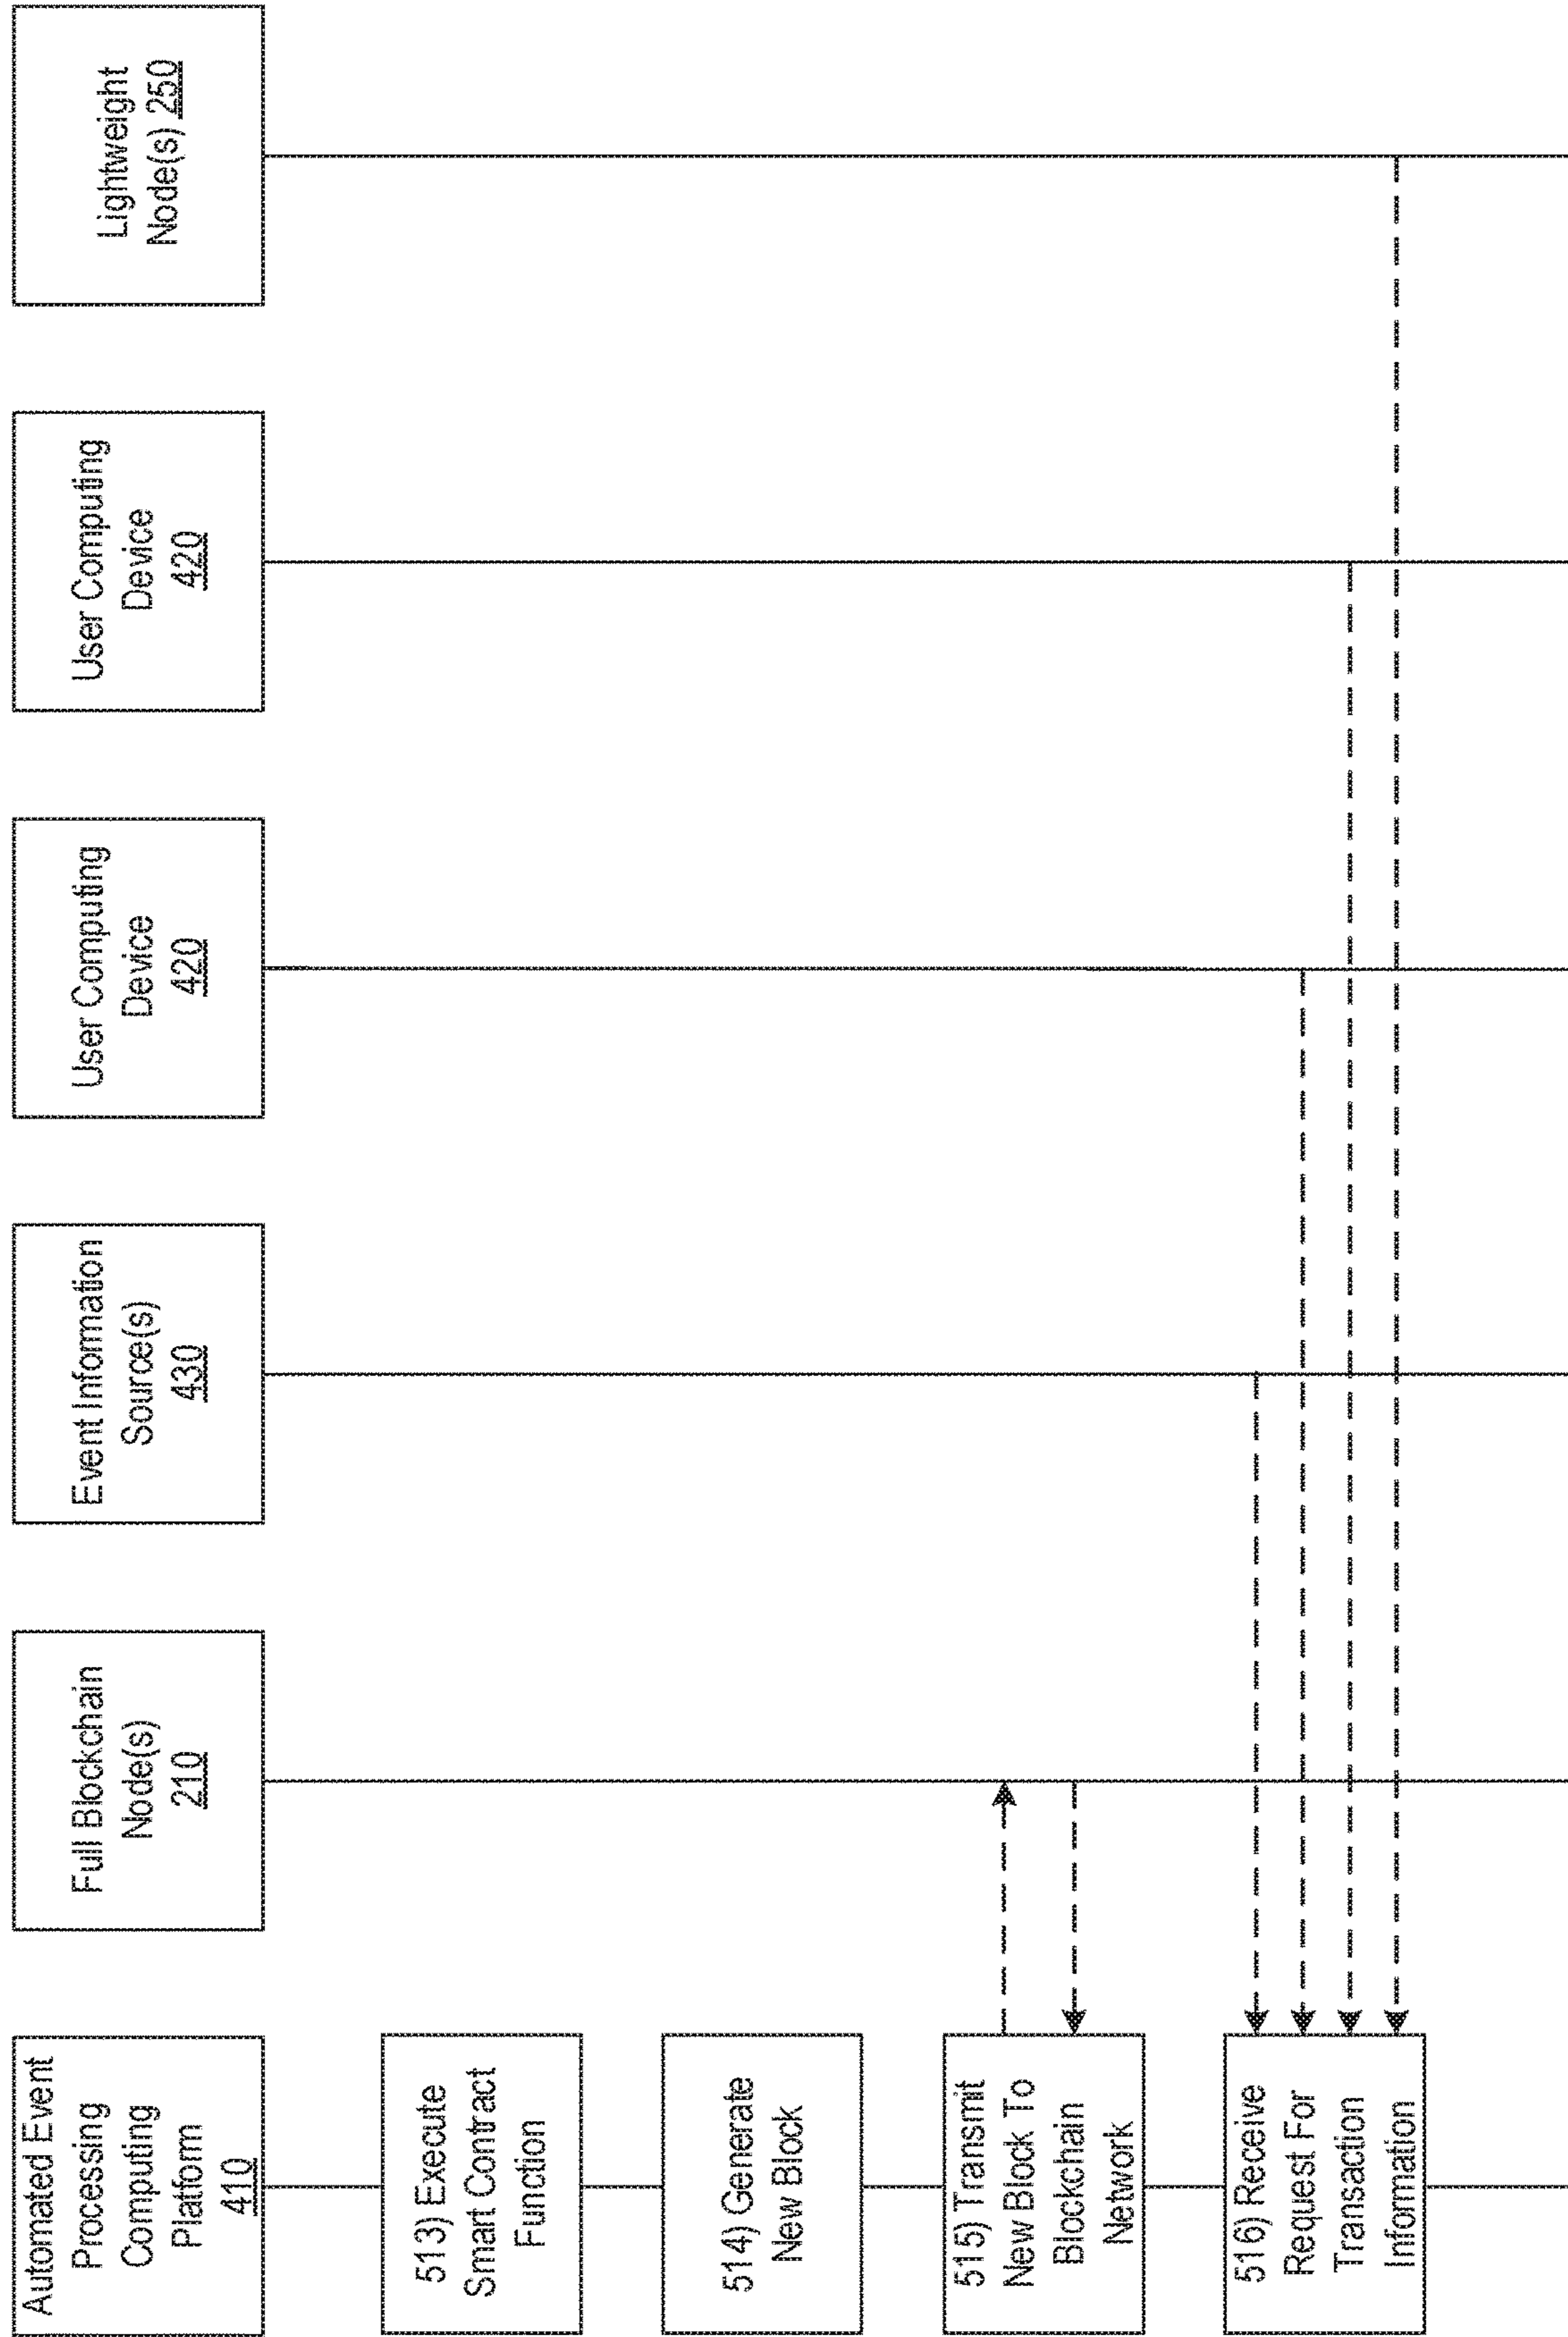 Automated Event
Processing
Computing
Platform
410
Full Blockchain
Node(s)
210
Event Information
Source(s)
430
User Computing
Device
420
User Computing
Device
420
Lightweight
Node(s) 250
513) Execute
Smart Contract
Function
514) Generate
New Block
515) Transmit
New Block To
Blockchain
Network
516) Receive
Request For
Transaction
Information